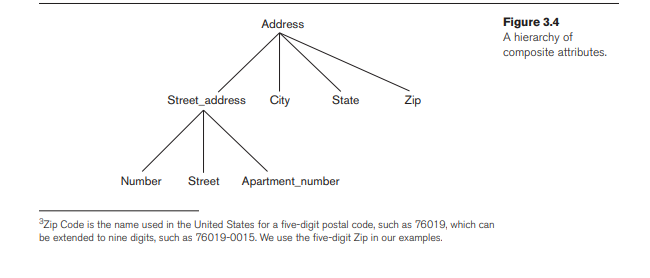 Address
Figure 3.4
A hierarchy of
composite attributes.
Street_address City State Zip
Number Street Apartment_number
3Zip Code is the name used in the United States for a five-digit postal code, such as 76019, which can
be extended to nine digits, such as 76019-0015. We use the five-digit Zip in our examples.